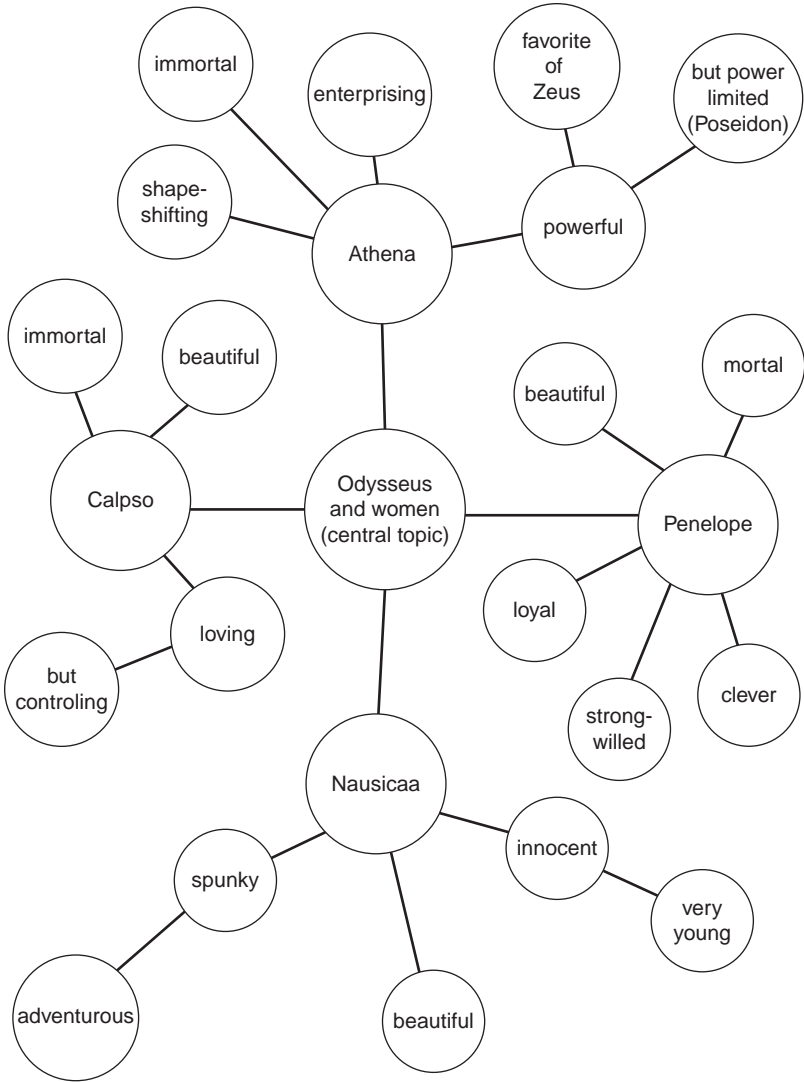 immortal
enterprising
favorite
of
Zeus
but power
limited
(Poseidon)
shape-
shifting
Athena
powerful
immortal
beautiful
beautiful
mortal
Calpso
Odysseus
and women
(central topic)
Penelope
loyal
loving
but
controling
strong-
willed
clever
Nausicaa
spunky
innocent
very
young
adventurous
beautiful